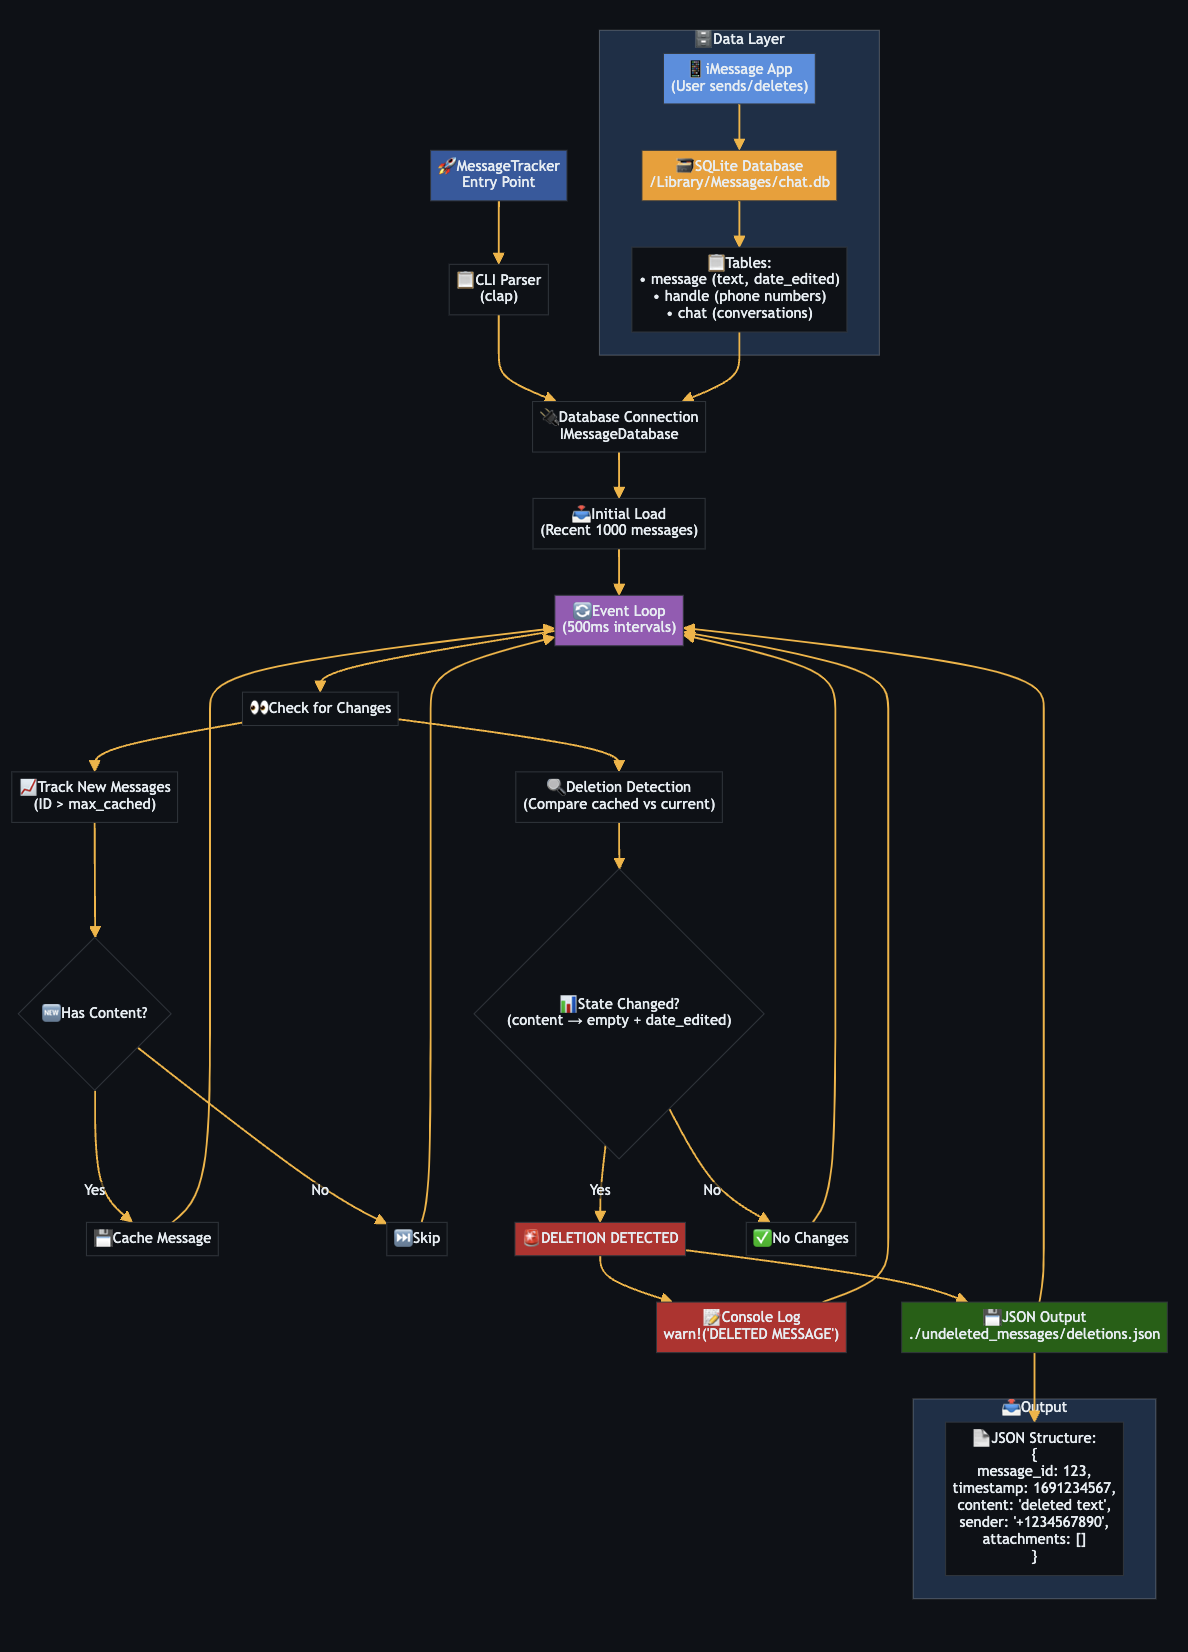 🗄️Data Layer
📱iMessage App
(User sends/deletes)
🚀MessageTracker
Entry Point
🗃️SQLite Database
/Library/Messages/chat.db
📋CLI Parser
(clap)
📋Tables:
• message (text, date_edited)
• handle (phone numbers)
• chat (conversations)
🔌Database Connection
IMessageDatabase
📥Initial Load
(Recent 1000 messages)
🔄Event Loop
(500ms intervals)
👀Check for Changes
📈Track New Messages
(ID > max_cached)
🔍Deletion Detection
(Compare cached vs current)
🆕Has Content?
📊State Changed?
(content → empty + date_edited)
Yes
No
Yes
No
💾Cache Message
⏭️Skip
🚨DELETION DETECTED
✅No Changes
📝Console Log
warn!('DELETED MESSAGE')
💾JSON Output
./undeleted_messages/deletions.json
📤Output
📄JSON Structure:
{
message_id: 123,
timestamp: 1691234567,
content: 'deleted text',
sender: '+1234567890',
attachments: []
}